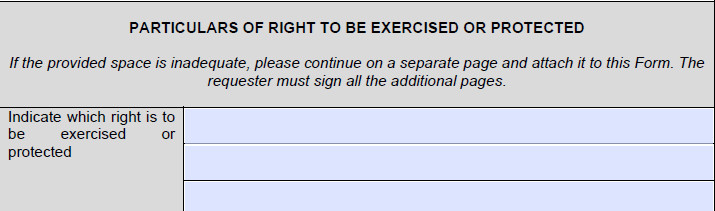 PARTICULARS OF RIGHT TO BE EXERCISED OR PROTECTED
If the provided space is inadequate, please continue on a separate page and attach it to this Form. The
requester must sign all the additional pages.
Indicate which right is to
be exercised or
protected